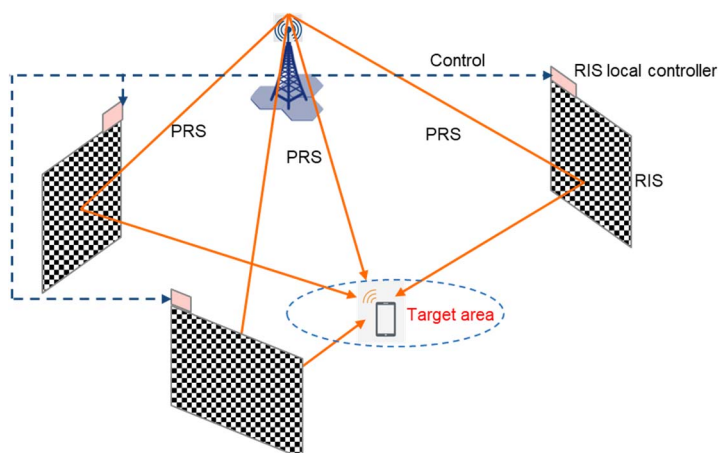 Control
RIS local controller
PRS
PRS
PRS
RIS
Target area